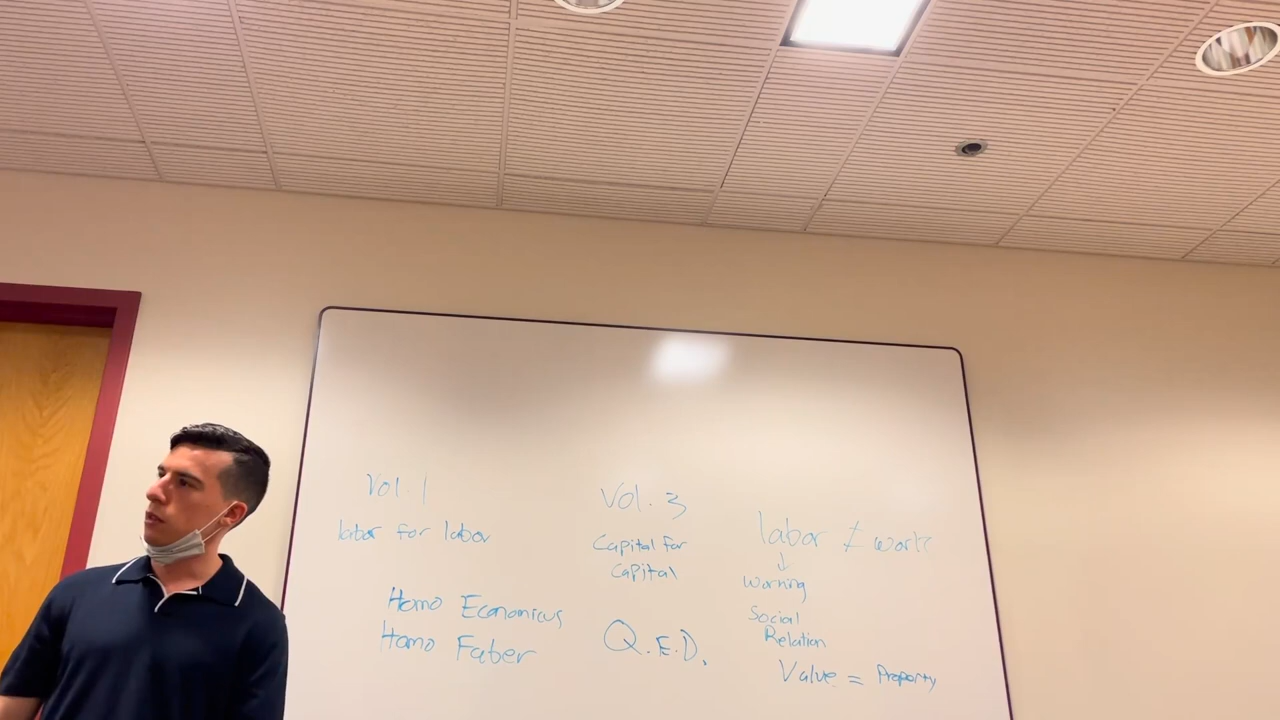 Vol. 1
labor for labor
Homo Economicus
Homo Faber
Vol. 3
Capital for
Capital
Q.E.D.
labor ≠ work
↓
Working
Social
Relation
Value = Property